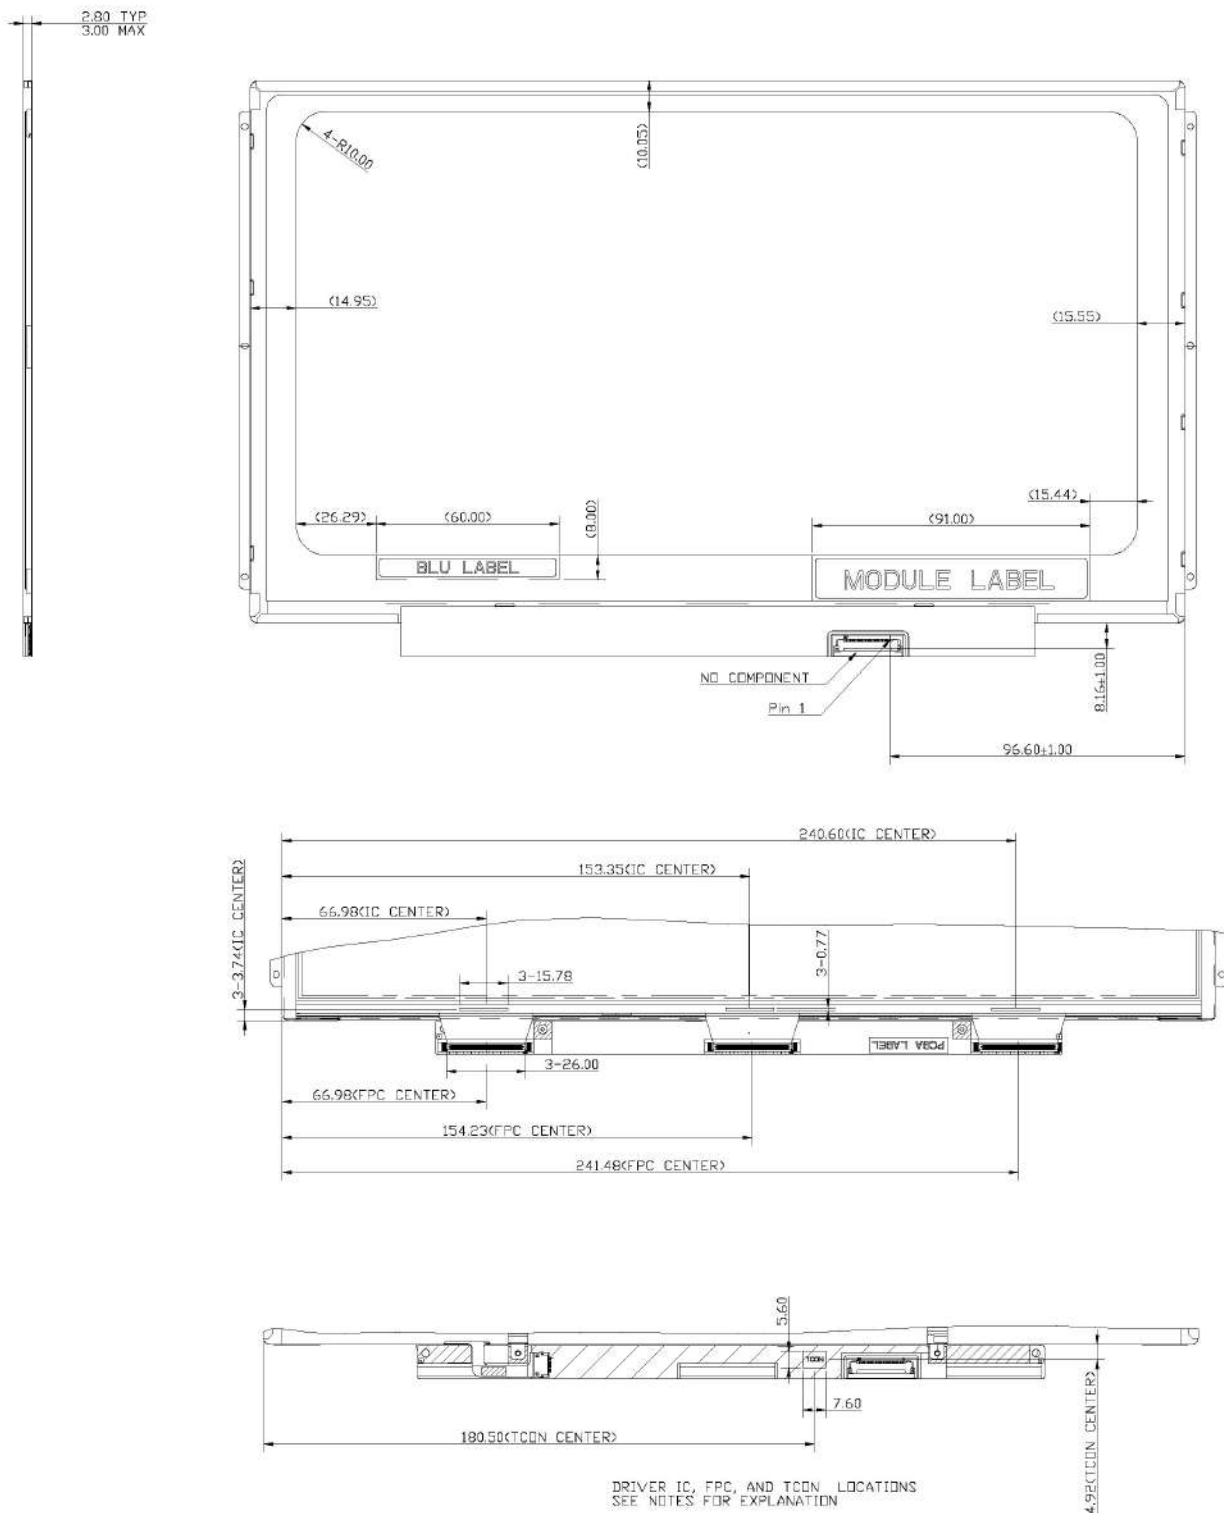 2.80 TYP
3.00 MAX
4-R10.00
(10.05)
(14.95)
(15.55)
(15.44)
(26.29)
(60.00)
(8.00)
(91.00)
BLU LABEL
MODULE LABEL
NO COMPONENT
Pin 1
8.16±1.00
96.60±1.00
240.60(IC CENTER)
153.35(IC CENTER)
66.98(IC CENTER)
3-3.74(IC CENTER)
3-15.78
3-0.77
PCBA LABEL
3-26.00
66.98(FPC CENTER)
154.23(FPC CENTER)
241.48(FPC CENTER)
5.60
TCON
7.60
180.50(TCON CENTER)
4.92(TCON CENTER)
DRIVER IC, FPC, AND TCON LOCATIONS
SEE NOTES FOR EXPLANATION